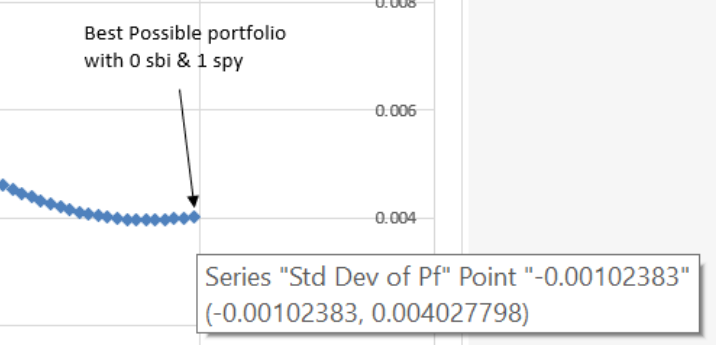 0.008
Best Possible portfolio
with 0 sbi & 1 spy
0.006
0.004
Series "Std Dev of Pf" Point "-0.00102383"
(-0.00102383, 0.004027798)